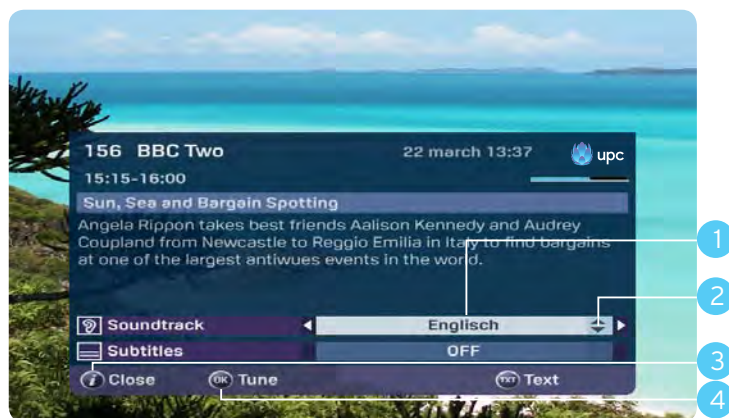 156 BBC Two 22 march 13:37 upc
15:15-16:00
Sun, Sea and Bargain Spotting
Angela Rippon takes best friends Aalison Kennedy and Audrey
Coupland from Newcastle to Reggio Emilia in Italy to find bargains
at one of the largest antiwues events in the world.
1
2
Soundtrack Englisch
Subtitles OFF
3
i Close OK Tune TXT Text
4